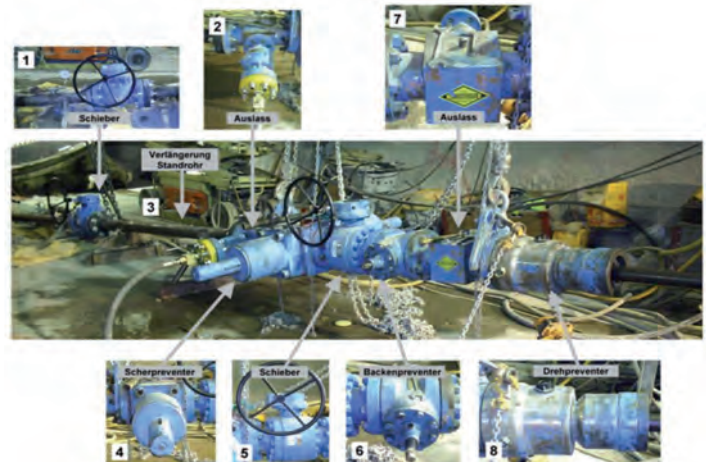 1
Schieber
2
Auslass
7
Auslass
Verlängerung
Standrohr
3
Scherpreventer
4
Schieber
5
Backenpreventer
6
Drehpreventer
8